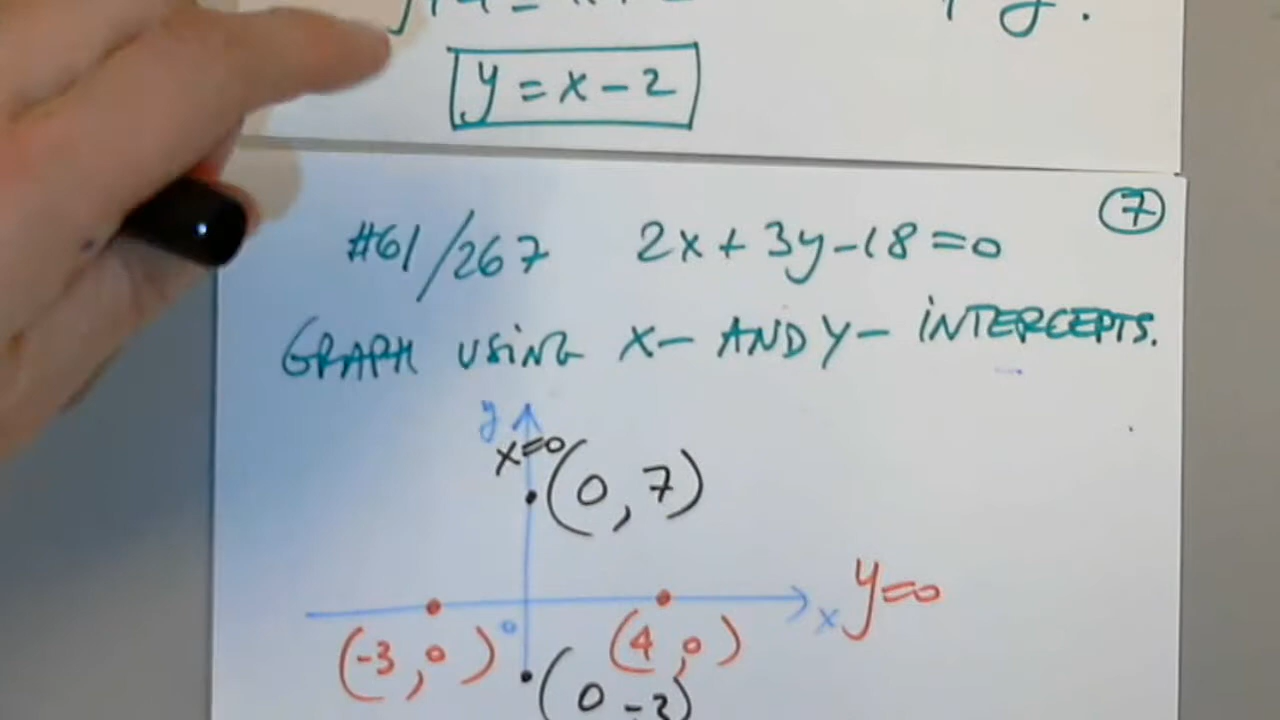 y = x - 2
7
#61/267 2x + 3y - 18 = 0
GRAPH USING X- AND Y- INTERCEPTS.
y
x=0
(0, 7)
x y=0
(-3, 0) 0 (4, 0)
(0